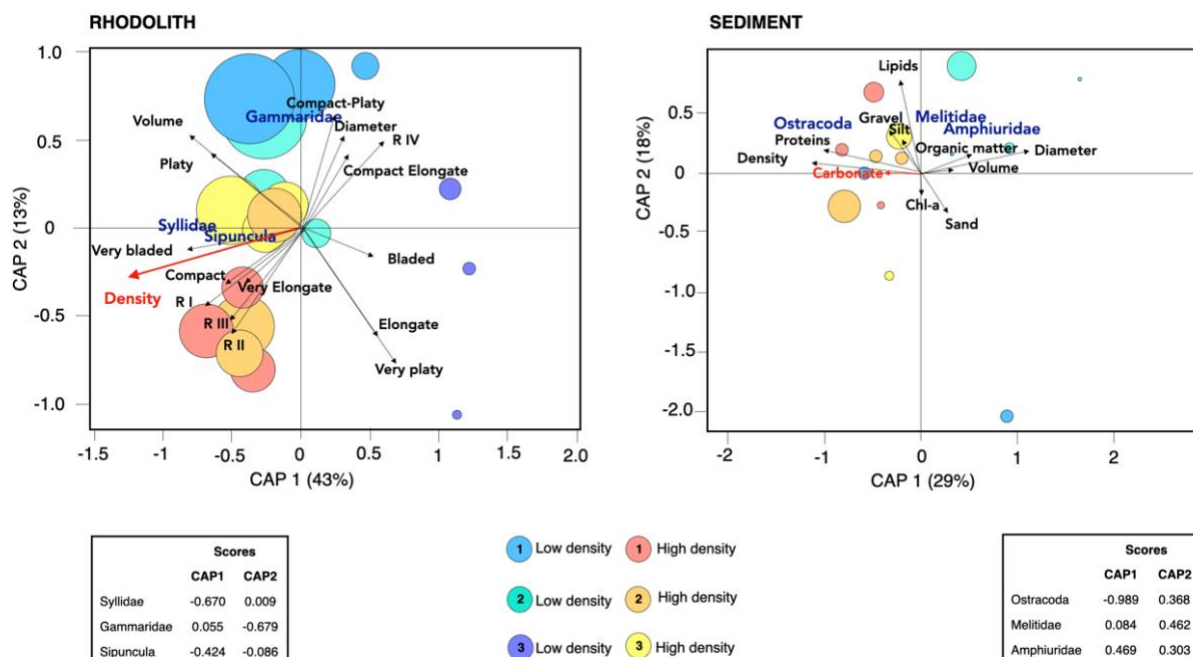 RHODOLITH
1.0
0.5
0
-0.5
-1.0
CAP 2 (13%)
Compact-Platy
Gammaridae
Volume
Diameter
R IV
Platy
Compact Elongate
Syllidae
Sipuncula
Very bladed
Bladed
Compact
Very Elongate
Density
R I
R III
Elongate
R II
Very platy
-1.5
-1
-0.5
0
0.5
1
1.5
2.0
CAP 1 (43%)
SEDIMENT
0.5
0
-0.5
-1.0
-1.5
-2.0
CAP 2 (18%)
Lipids
Gravel
Melitidae
Ostracoda
Silt
Amphiuridae
Proteins
Organic matter
Diameter
Density
Volume
Carbonate
Chl-a
Sand
-2
-1
0
1
2
CAP 1 (29%)
Scores
CAP1 CAP2
Syllidae -0.670 0.009
Gammaridae 0.055 -0.679
Sipuncula -0.424 -0.086
1 Low density 1 High density
2 Low density 2 High density
3 Low density 3 High density
Scores
CAP1 CAP2
Ostracoda -0.989 0.368
Melitidae 0.084 0.462
Amphiuridae 0.469 0.303